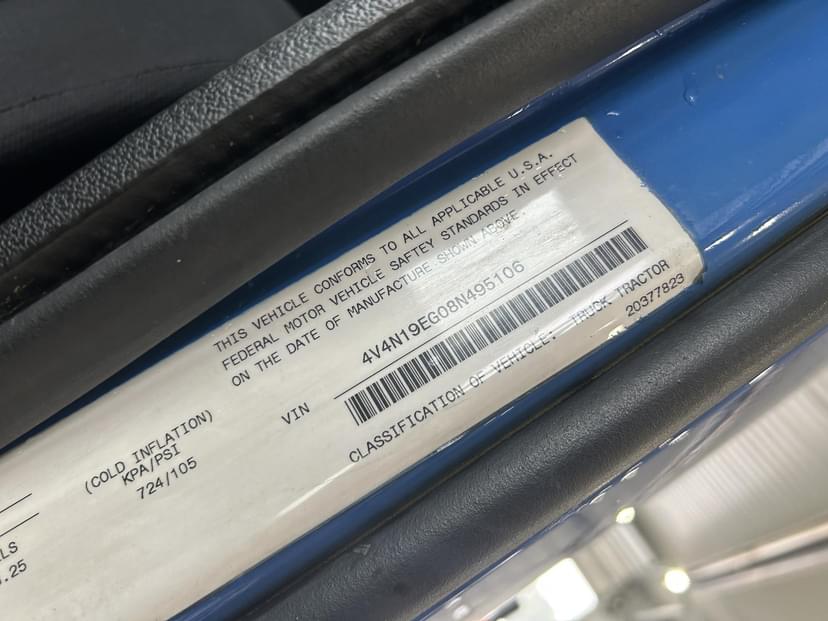 THIS VEHICLE CONFORMS TO ALL APPLICABLE U.S.A.
FEDERAL MOTOR VEHICLE SAFTEY STANDARDS IN EFFECT
ON THE DATE OF MANUFACTURE SHOWN ABOVE.
4V4N19EG08N495106
VIN
CLASSIFICATION OF VEHICLE: TRUCK TRACTOR
20377823
(COLD INFLATION)
KPA/PSI
724/105
LS
.25